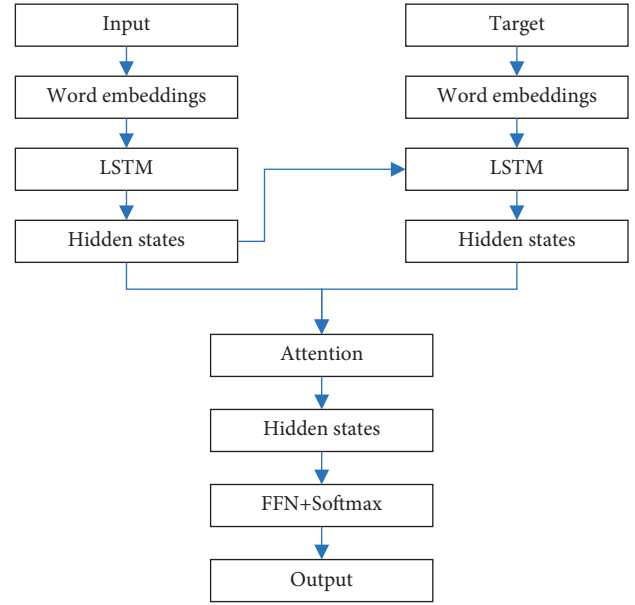 Input
Target
Word embeddings
Word embeddings
LSTM
LSTM
Hidden states
Hidden states
Attention
Hidden states
FFN+Softmax
Output